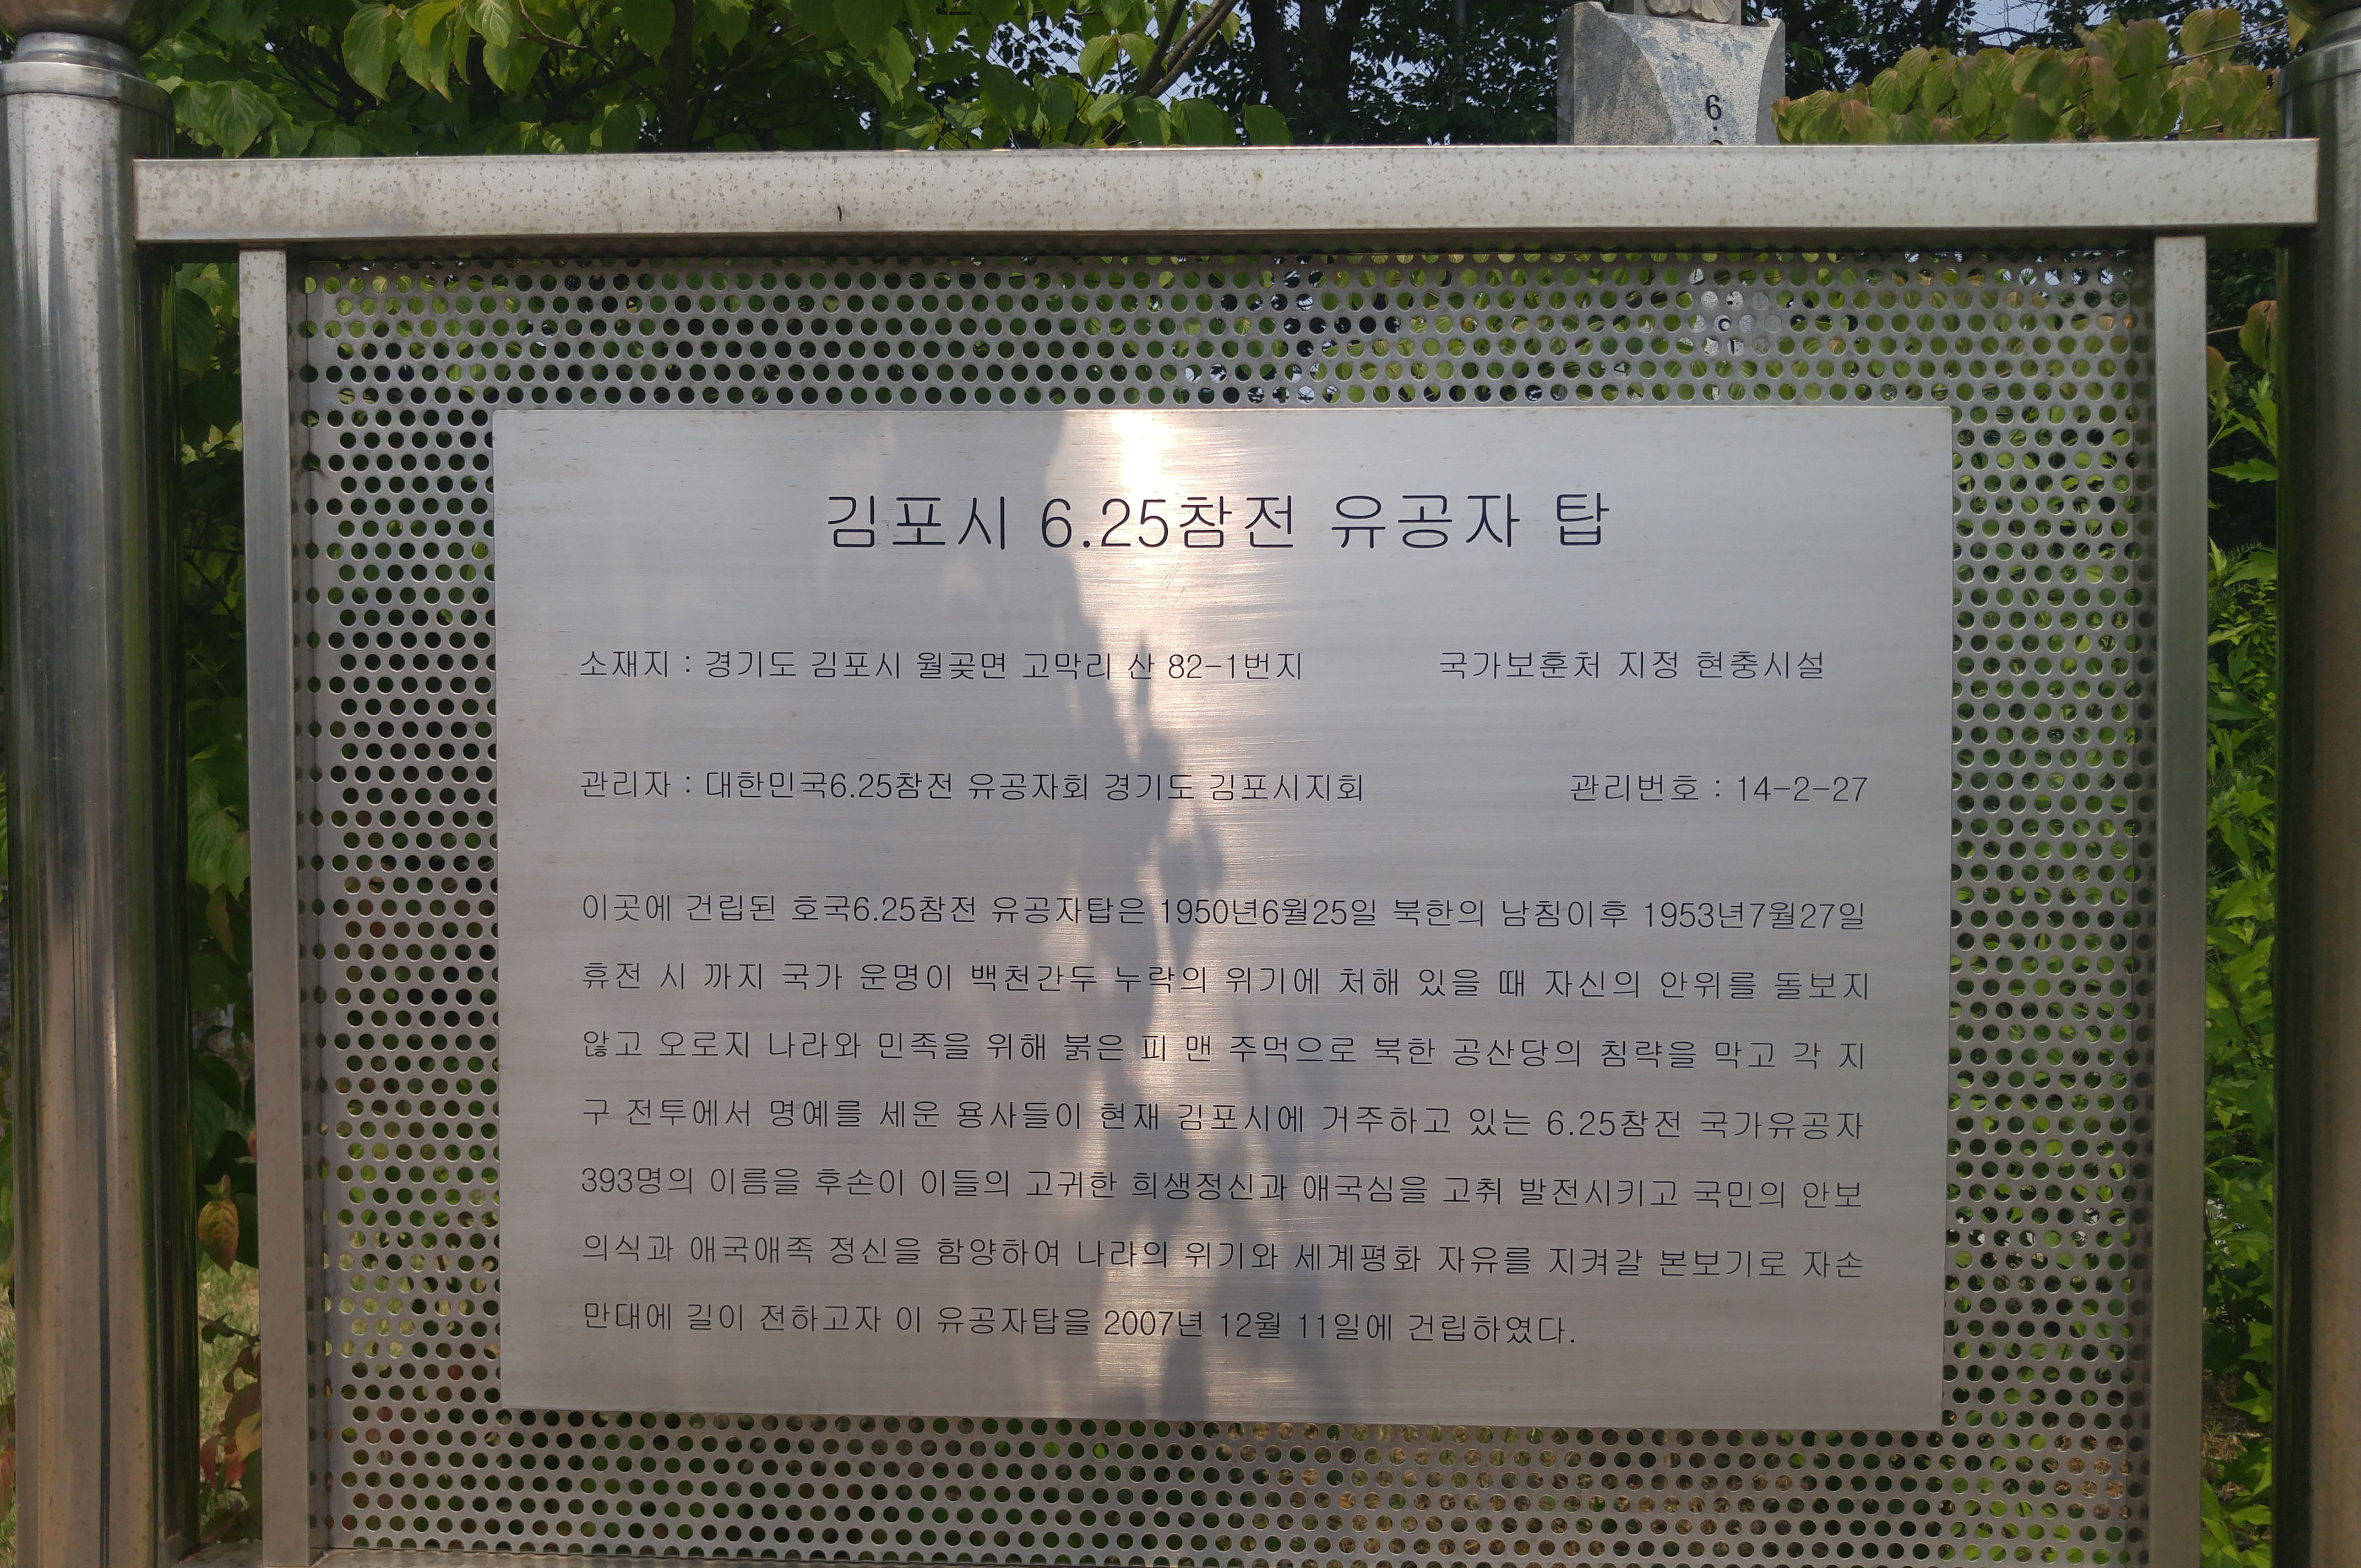 6
김포시 6.25참전 유공자 탑
소재지 : 경기도 김포시 월곶면 고막리 산 82-1번지 국가보훈처 지정 현충시설
관리자 : 대한민국6.25참전 유공자회 경기도 김포시지회 관리번호 : 14-2-27
이곳에 건립된 호국6.25참전 유공자탑은 1950년6월25일 북한의 남침이후 1953년7월27일
휴전 시 까지 국가 운명이 백천간두 누락의 위기에 처해 있을 때 자신의 안위를 돌보지
않고 오로지 나라와 민족을 위해 붉은 피 맨 주먹으로 북한 공산당의 침략을 막고 각 지
구 전투에서 명예를 세운 용사들이 현재 김포시에 거주하고 있는 6.25참전 국가유공자
393명의 이름을 후손이 이들의 고귀한 희생정신과 애국심을 고취 발전시키고 국민의 안보
의식과 애국애족 정신을 함양하여 나라의 위기와 세계평화 자유를 지켜갈 본보기로 자손
만대에 길이 전하고자 이 유공자탑을 2007년 12월 11일에 건립하였다.